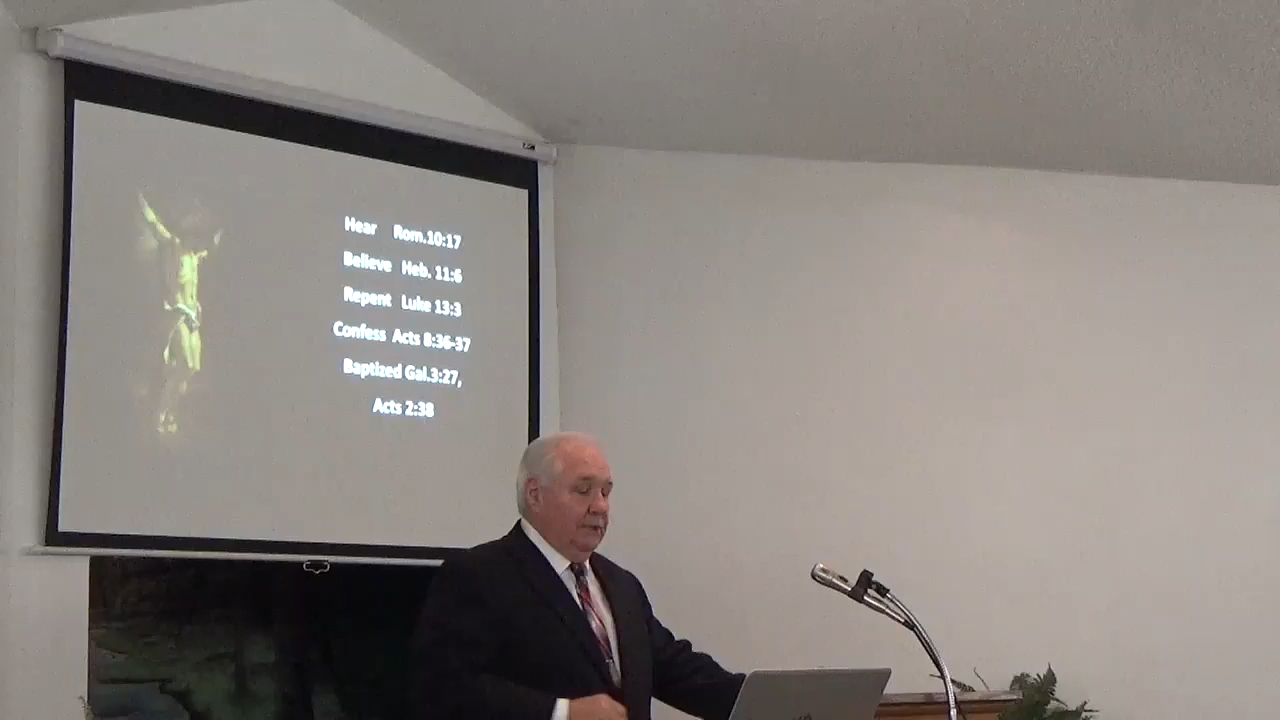 Hear Rom.10:17
Believe Heb. 11:6
Repent Luke 13:3
Confess Acts 8:36-37
Baptized Gal.3:27,
Acts 2:38